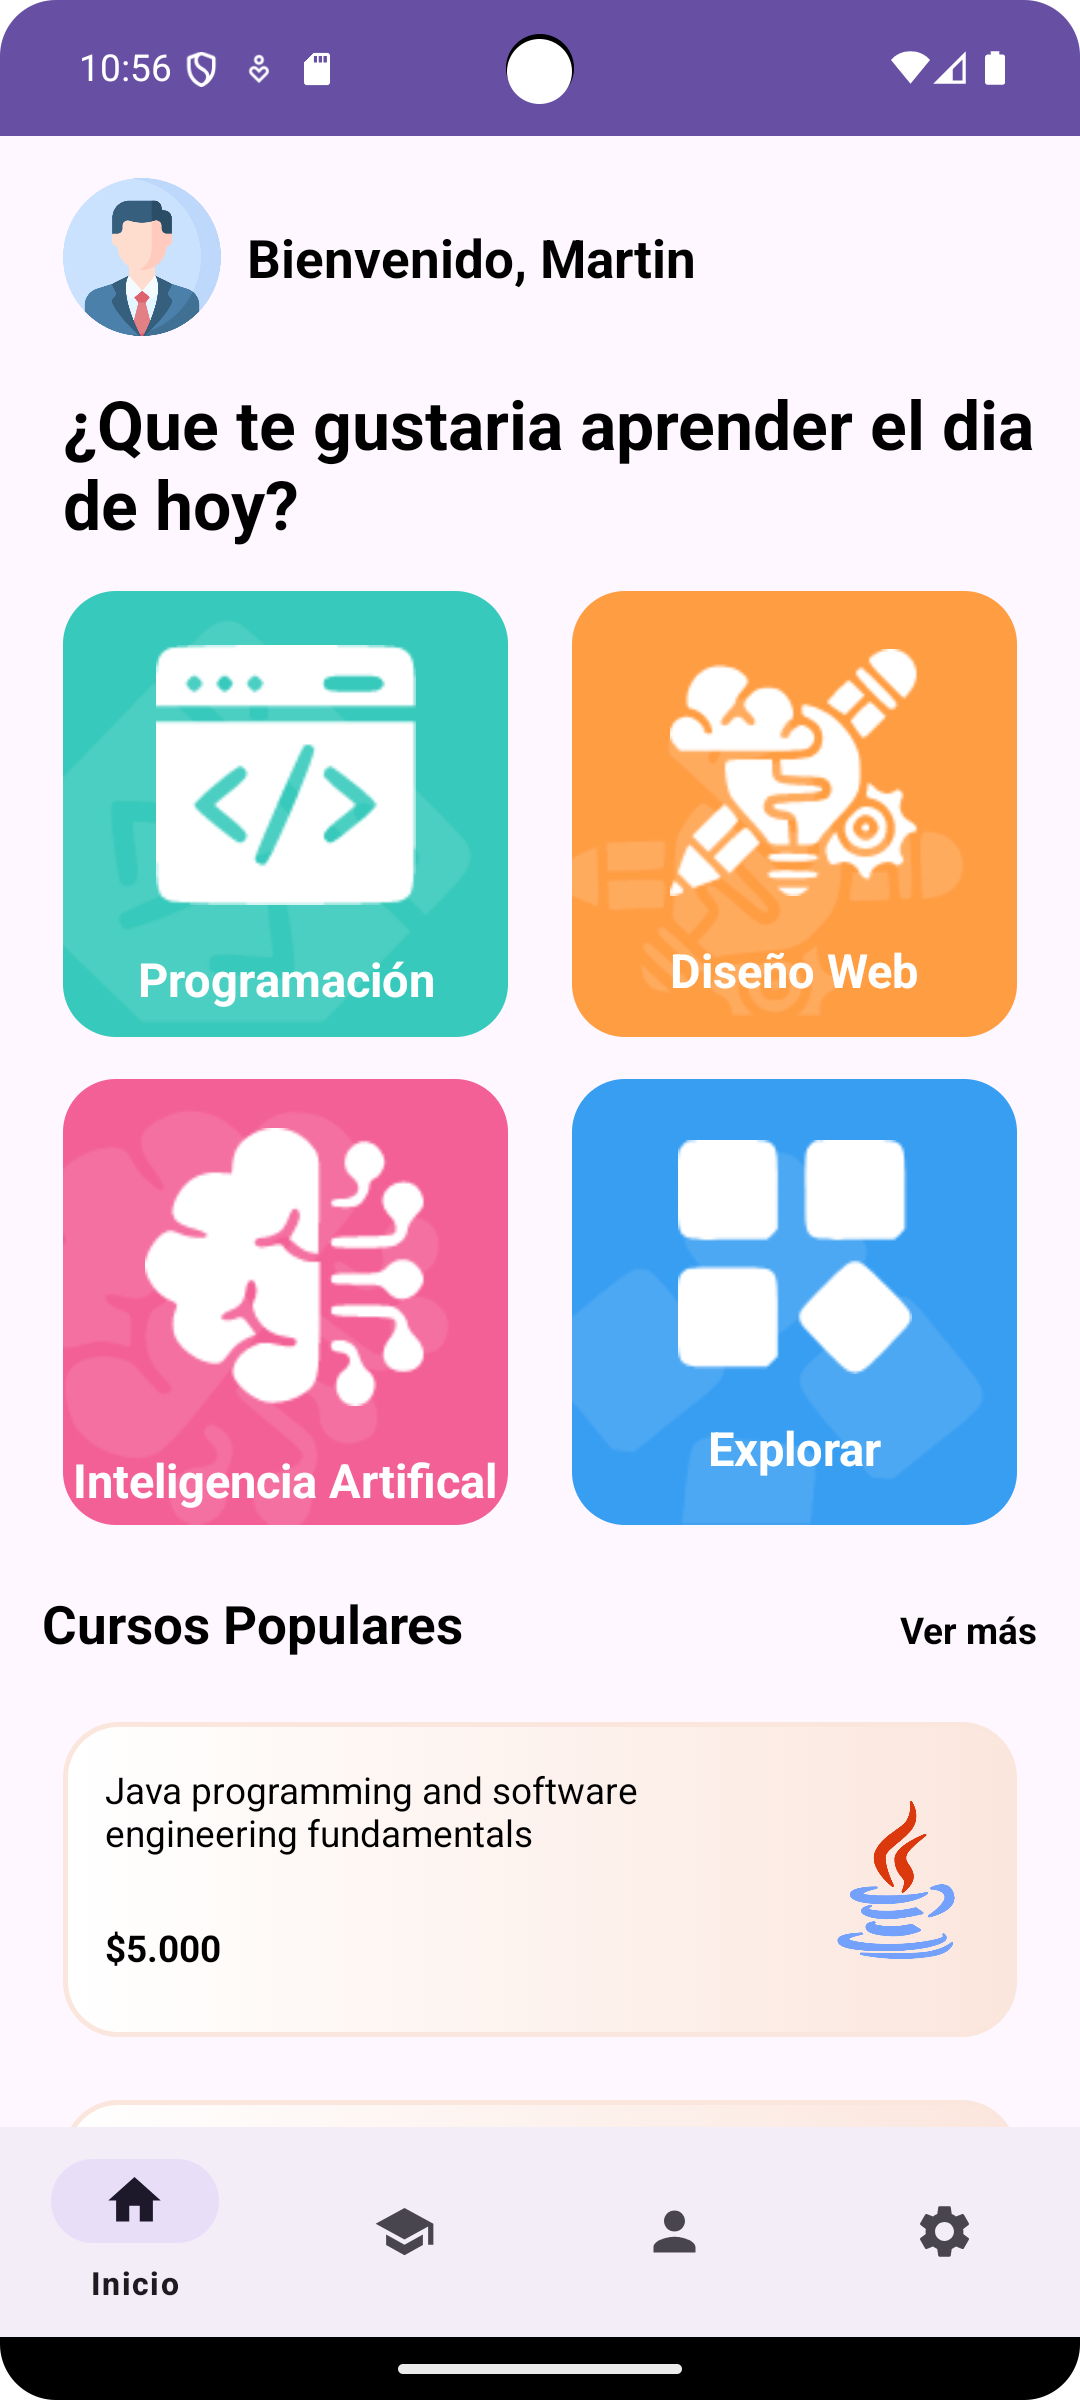 10:56
Bienvenido, Martin
¿Que te gustaria aprender el dia
de hoy?
Programación
Diseño Web
Inteligencia Artifical
Explorar
Cursos Populares
Ver más
Java programming and software
engineering fundamentals
$5.000
Inicio